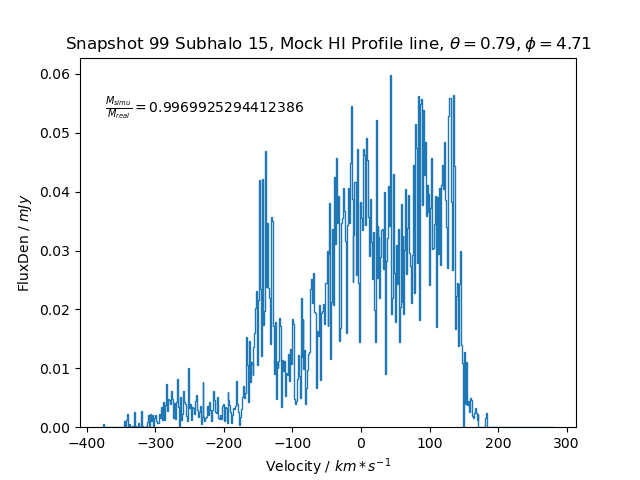 Snapshot 99 Subhalo 15, Mock HI Profile line, θ = 0.79, ϕ = 4.71
M_simu/M_real = 0.9969925294412386
FluxDen / mJy
0.06
0.05
0.04
0.03
0.02
0.01
0.00
−400 −300 −200 −100 0 100 200 300
Velocity / km * s⁻¹